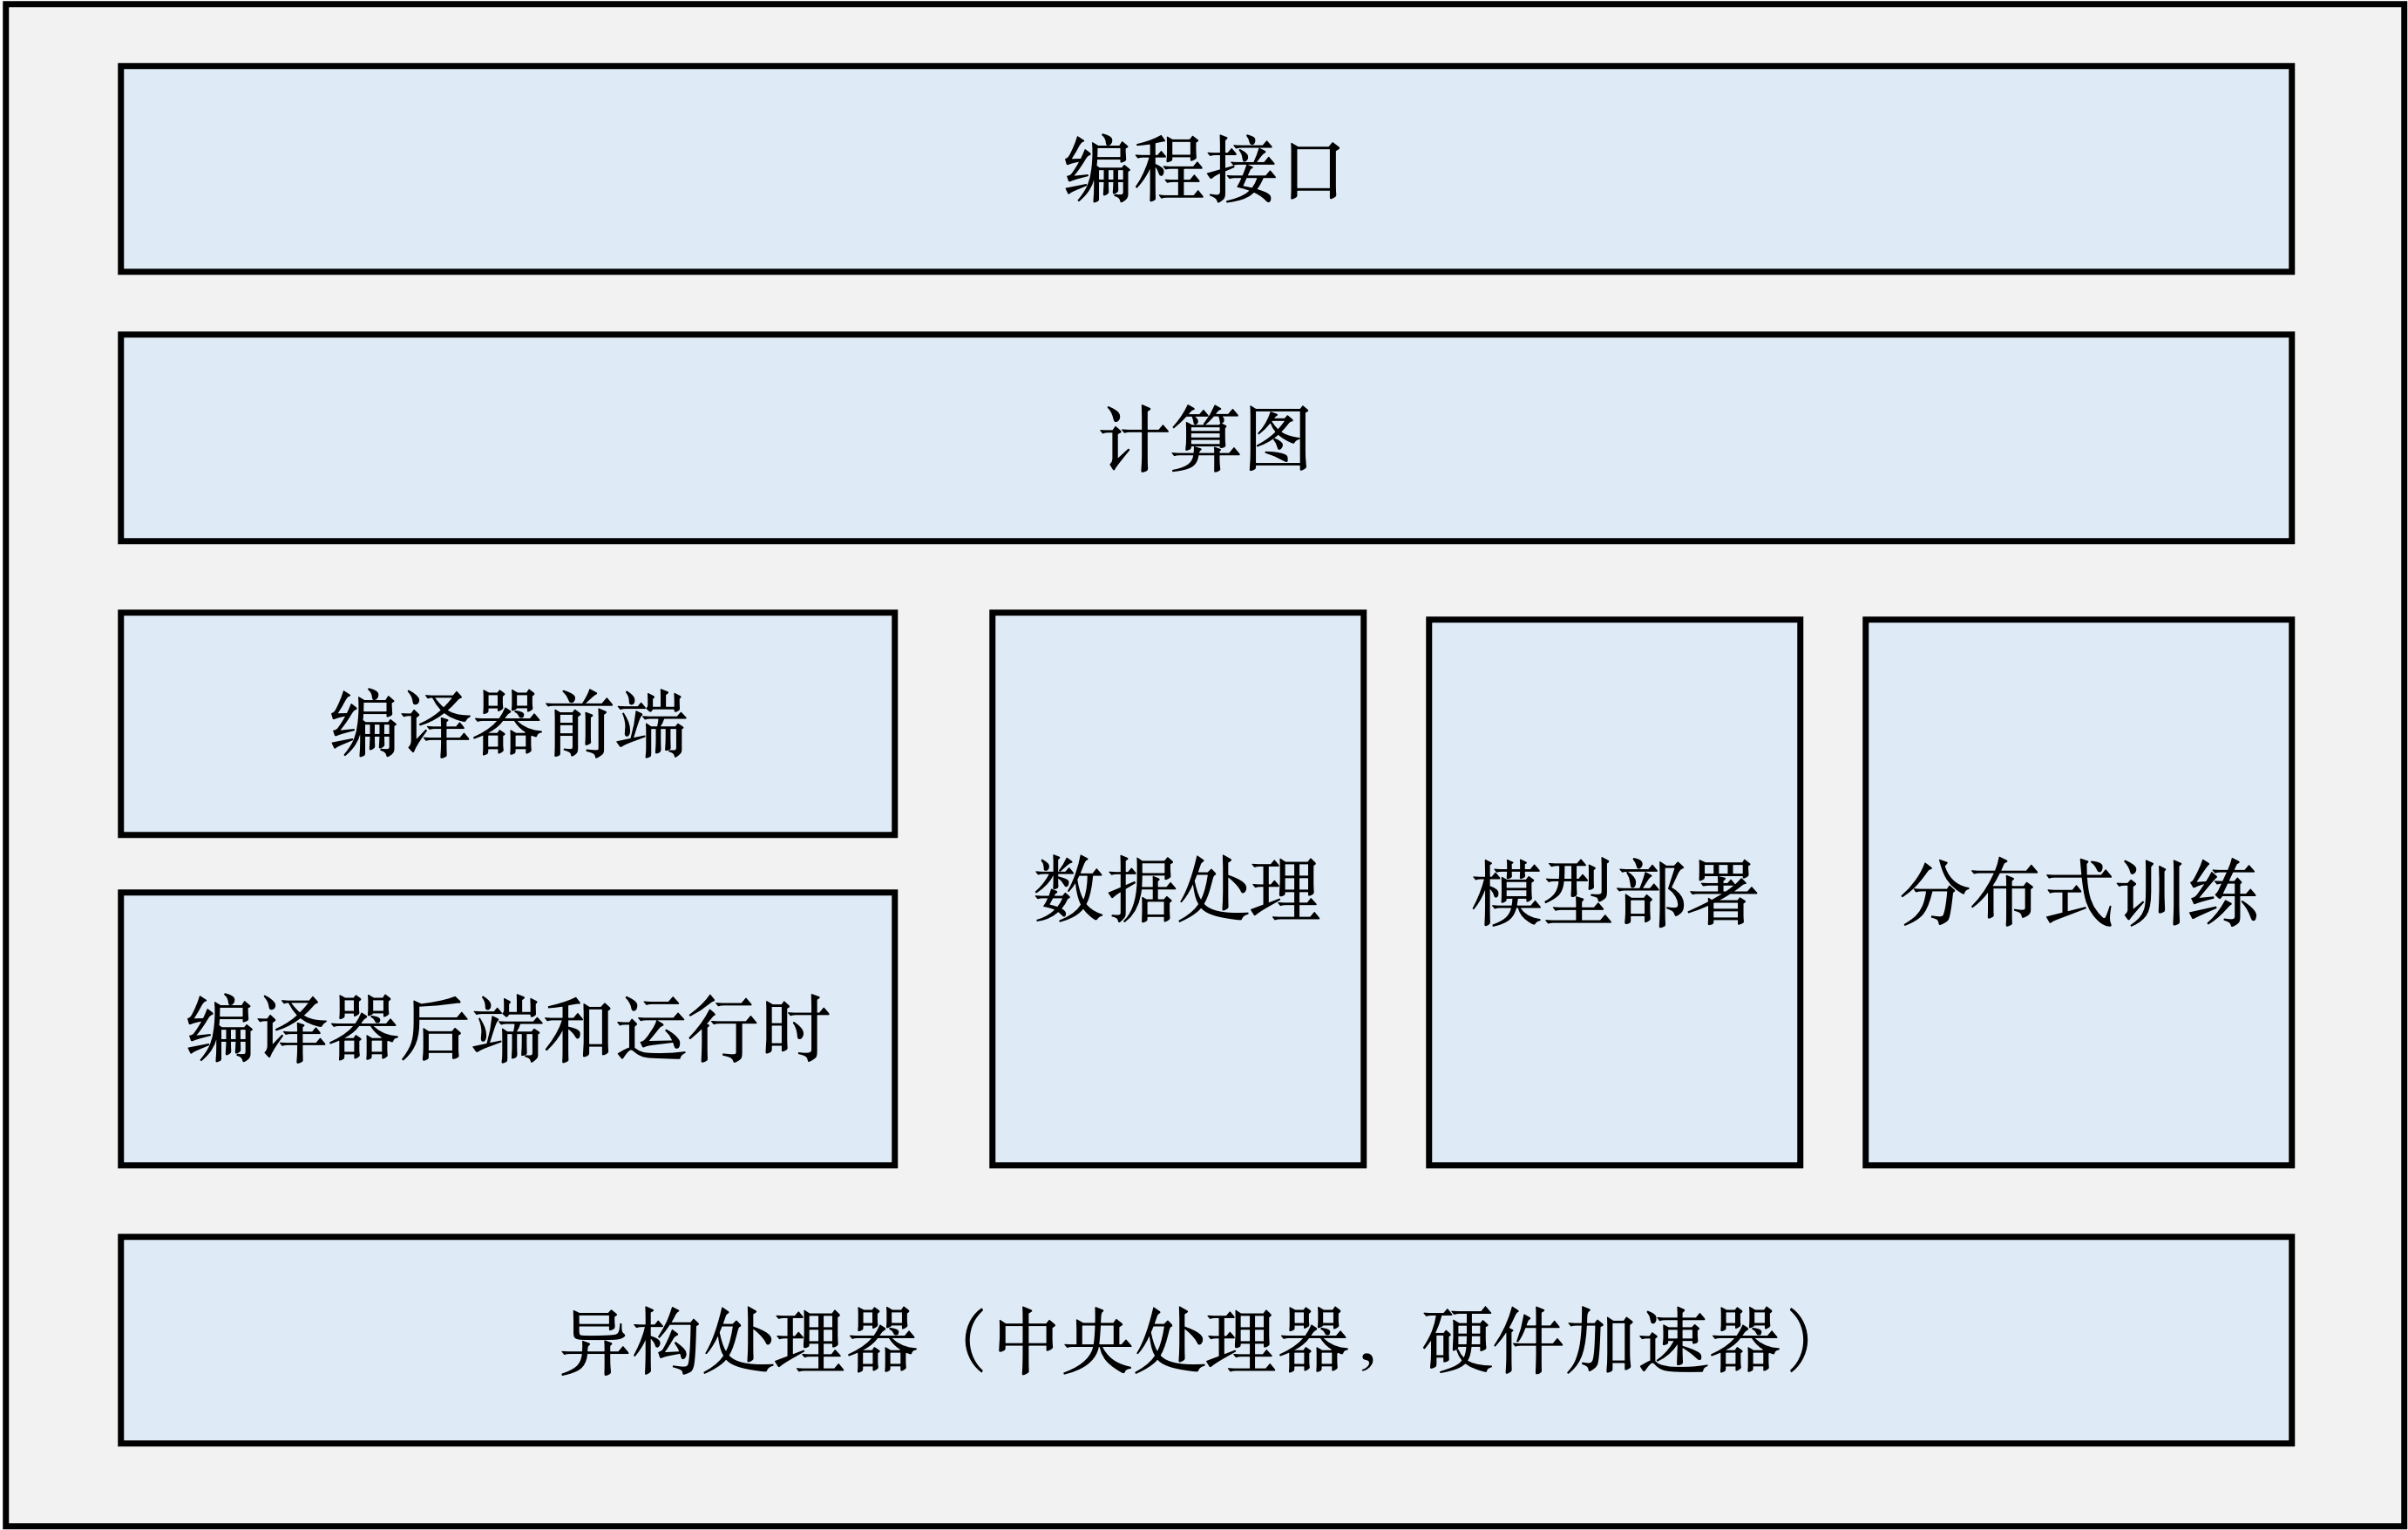 编程接口
计算图
编译器前端
编译器后端和运行时
数据处理
模型部署
分布式训练
异构处理器（中央处理器，硬件加速器）